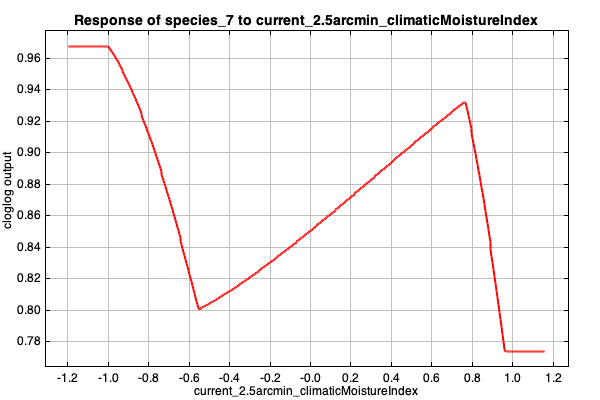 Response of species_7 to current_2.5arcmin_climaticMoistureIndex
cloglog output
0.96
0.94
0.92
0.90
0.88
0.86
0.84
0.82
0.80
0.78
-1.2 -1.0 -0.8 -0.6 -0.4 -0.2 -0.0 0.2 0.4 0.6 0.8 1.0 1.2
current_2.5arcmin_climaticMoistureIndex